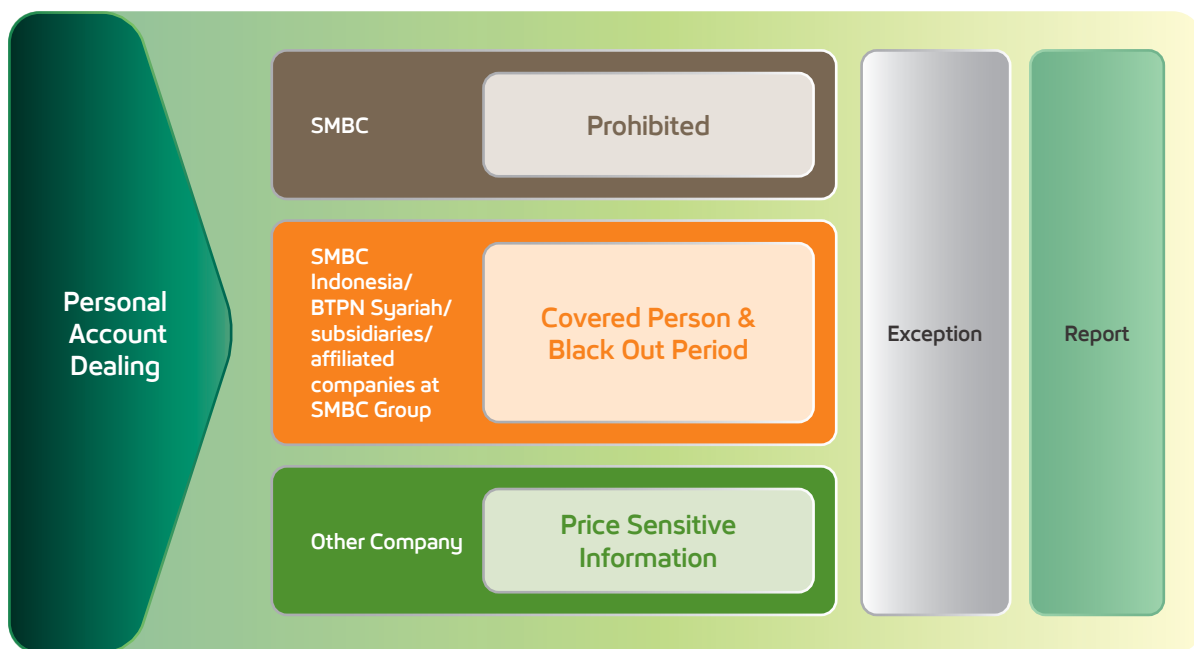 Personal
Account
Dealing
SMBC
Prohibited
SMBC
Indonesia/
BTPN Syariah/
subsidiaries/
affiliated
companies at
SMBC Group
Covered Person &
Black Out Period
Other Company
Price Sensitive
Information
Exception
Report